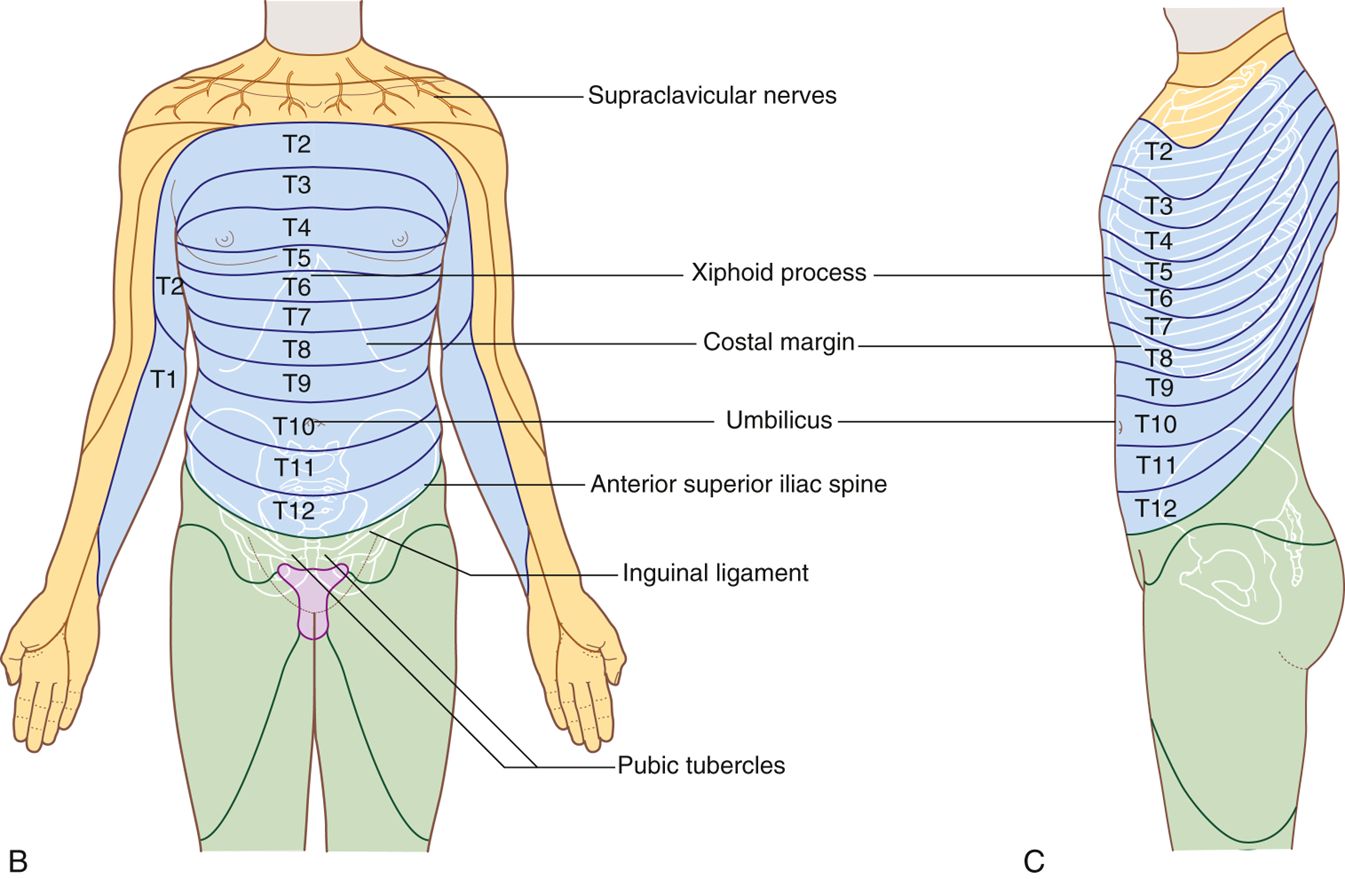 Supraclavicular nerves
T2
T2
T3
T3
T4
T4
T5
T5
Xiphoid process
T2
T6
T6
T7
T7
Costal margin
T8
T8
T1
T9
T9
T10
Umbilicus
T10
T11
T11
Anterior superior iliac spine
T12
T12
Inguinal ligament
Pubic tubercles
B
C